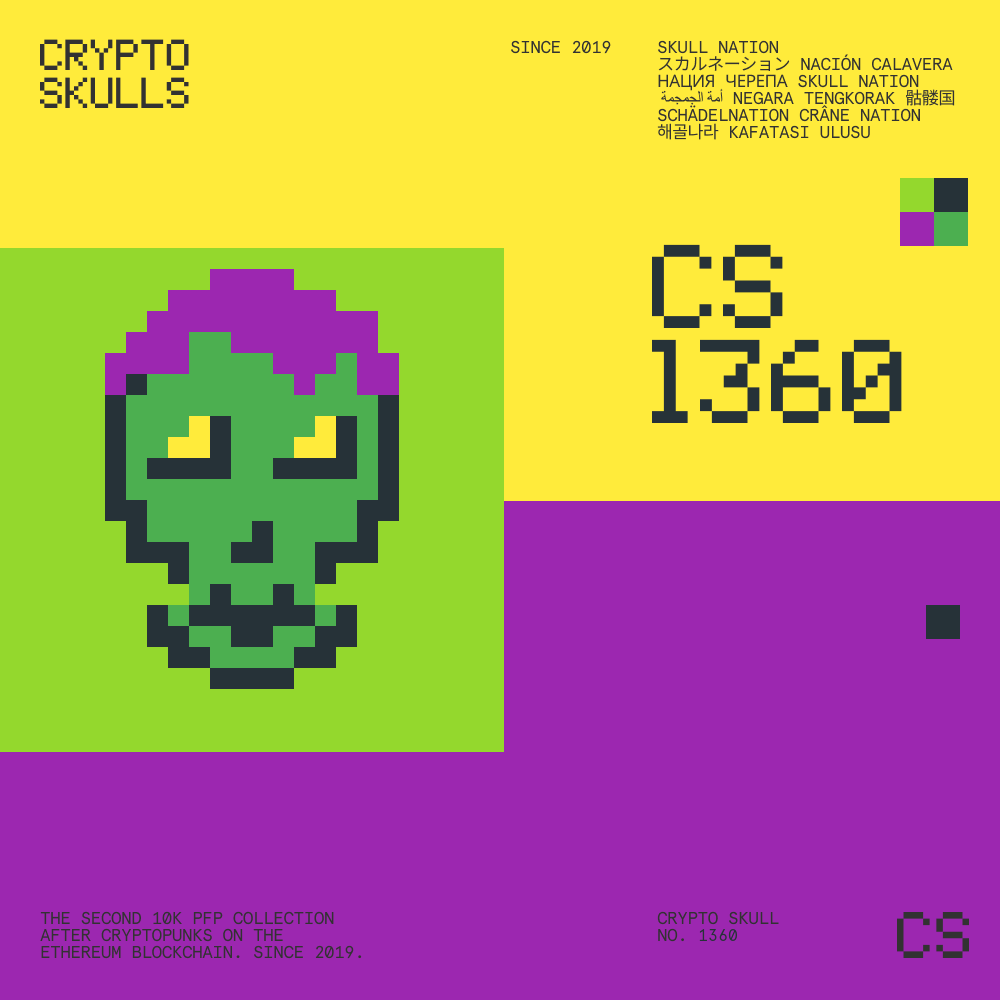 CRYPTO
SKULLS
SINCE 2019
SKULL NATION
スカルネーション NACIÓN CALAVERA
НАЦИЯ ЧЕРЕПА SKULL NATION
أمة الجمجمة NEGARA TENGKORAK 骷髅国
SCHÄDELNATION CRÂNE NATION
해골나라 KAFATASI ULUSU
CS
1360
THE SECOND 10K PFP COLLECTION
AFTER CRYPTOPUNKS ON THE
ETHEREUM BLOCKCHAIN. SINCE 2019.
CRYPTO SKULL
NO. 1360
CS